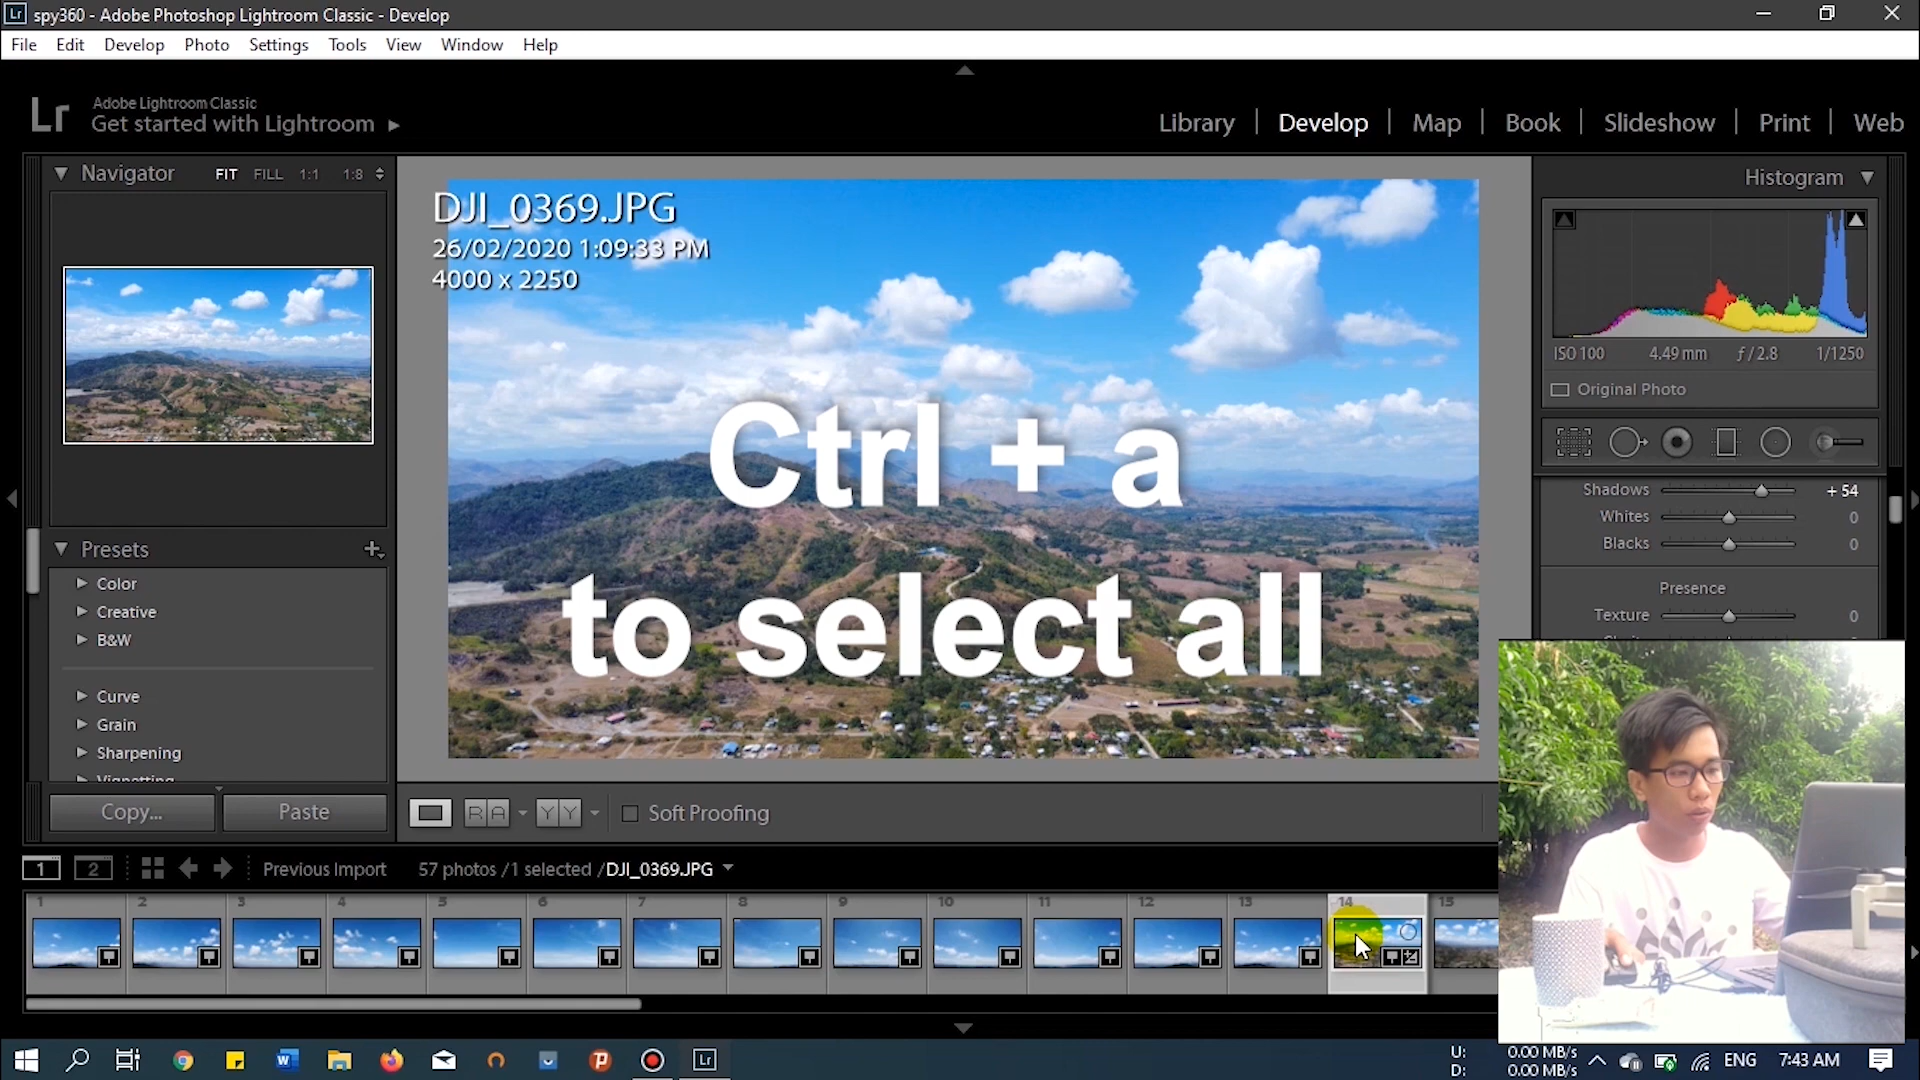 Lr spy360 - Adobe Photoshop Lightroom Classic - Develop
File Edit Develop Photo Settings Tools View Window Help
Lr
Adobe Lightroom Classic
Get started with Lightroom
Library | Develop | Map | Book | Slideshow | Print | Web
Navigator FIT FILL 1:1 1:8
Histogram
DJI_0369.JPG
26/02/2020 1:09:33 PM
4000 x 2250
ISO 100 4.49 mm ƒ / 2.8 1/1250
Original Photo
Ctrl + a
to select all
Shadows + 54
Whites 0
Blacks 0
Presence
Texture 0
Presets
Color
Creative
B&W
Curve
Grain
Sharpening
Vignetting
Copy... Paste
R A Y Y Soft Proofing
1 2 Previous Import 57 photos / 1 selected / DJI_0369.JPG
1 2 3 4 5 6 7 8 9 10 11 12 13 14 15
U: 0.00 MB/s
D: 0.00 MB/s
ENG 7:43 AM